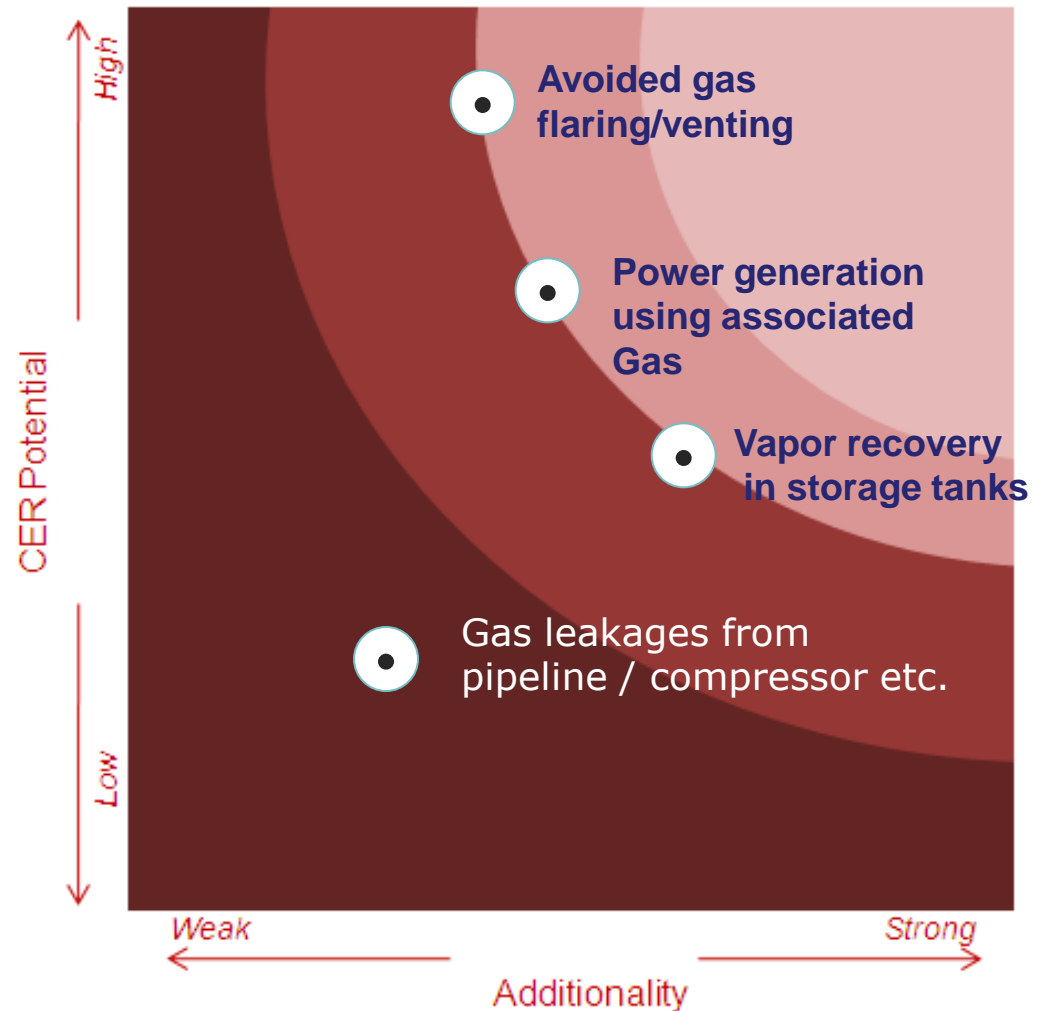 High
Avoided gas
flaring/venting
Power generation
using associated
Gas
CER Potential
Vapor recovery
in storage tanks
Gas leakages from
pipeline / compressor etc.
Low
Weak
Strong
Additionality